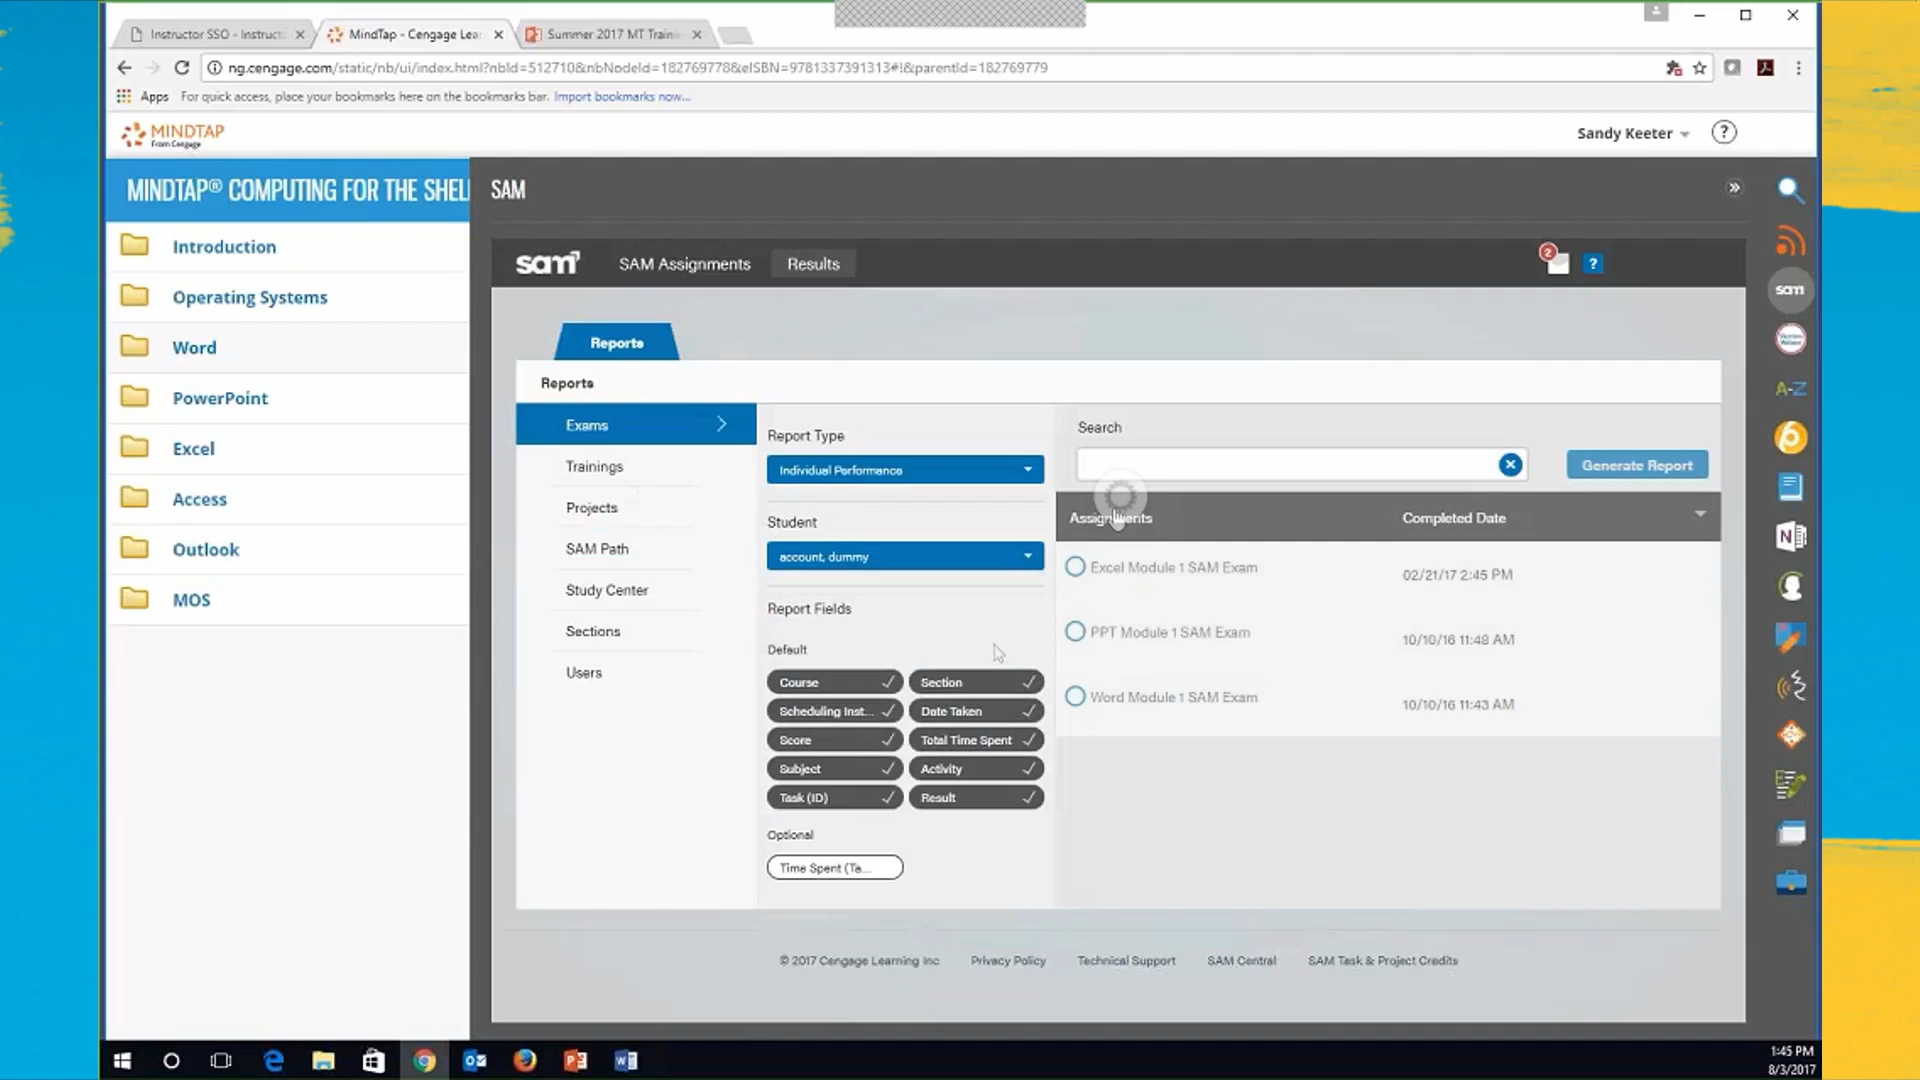 Instructor SSO - Instruct
MindTap - Cengage Lea
Summer 2017 MT Traini
ng.cengage.com/static/nb/ui/index.html?nbId=512710&nbNodeId=182769778&eISBN=9781337391313#!&parentId=182769779
Apps
For quick access, place your bookmarks here on the bookmarks bar. Import bookmarks now...
MINDTAP
From Cengage
Sandy Keeter
?
MINDTAP® COMPUTING FOR THE SHEL
Introduction
Operating Systems
Word
PowerPoint
Excel
Access
Outlook
MOS
SAM
»
sam
SAM Assignments
Results
2
?
Reports
Reports
Exams
Trainings
Projects
SAM Path
Study Center
Sections
Users
Report Type
Individual Performance
Student
account, dummy
Report Fields
Default
Course
Section
Scheduling Inst...
Date Taken
Score
Total Time Spent
Subject
Activity
Task (ID)
Result
Optional
Time Spent (Ta...
Search
Generate Report
Assignments
Completed Date
Excel Module 1 SAM Exam
02/21/17 2:45 PM
PPT Module 1 SAM Exam
10/10/16 11:48 AM
Word Module 1 SAM Exam
10/10/16 11:43 AM
© 2017 Cengage Learning Inc
Privacy Policy
Technical Support
SAM Central
SAM Task & Project Credits
sam
A-Z
N
1:45 PM
8/3/2017